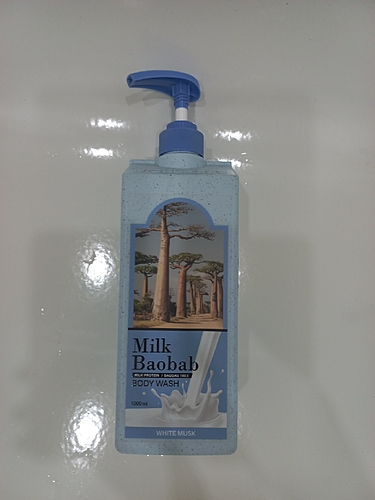 Milk
Baobab
MILK PROTEIN + BAOBAB TREE
BODY WASH
1000ml
WHITE MUSK